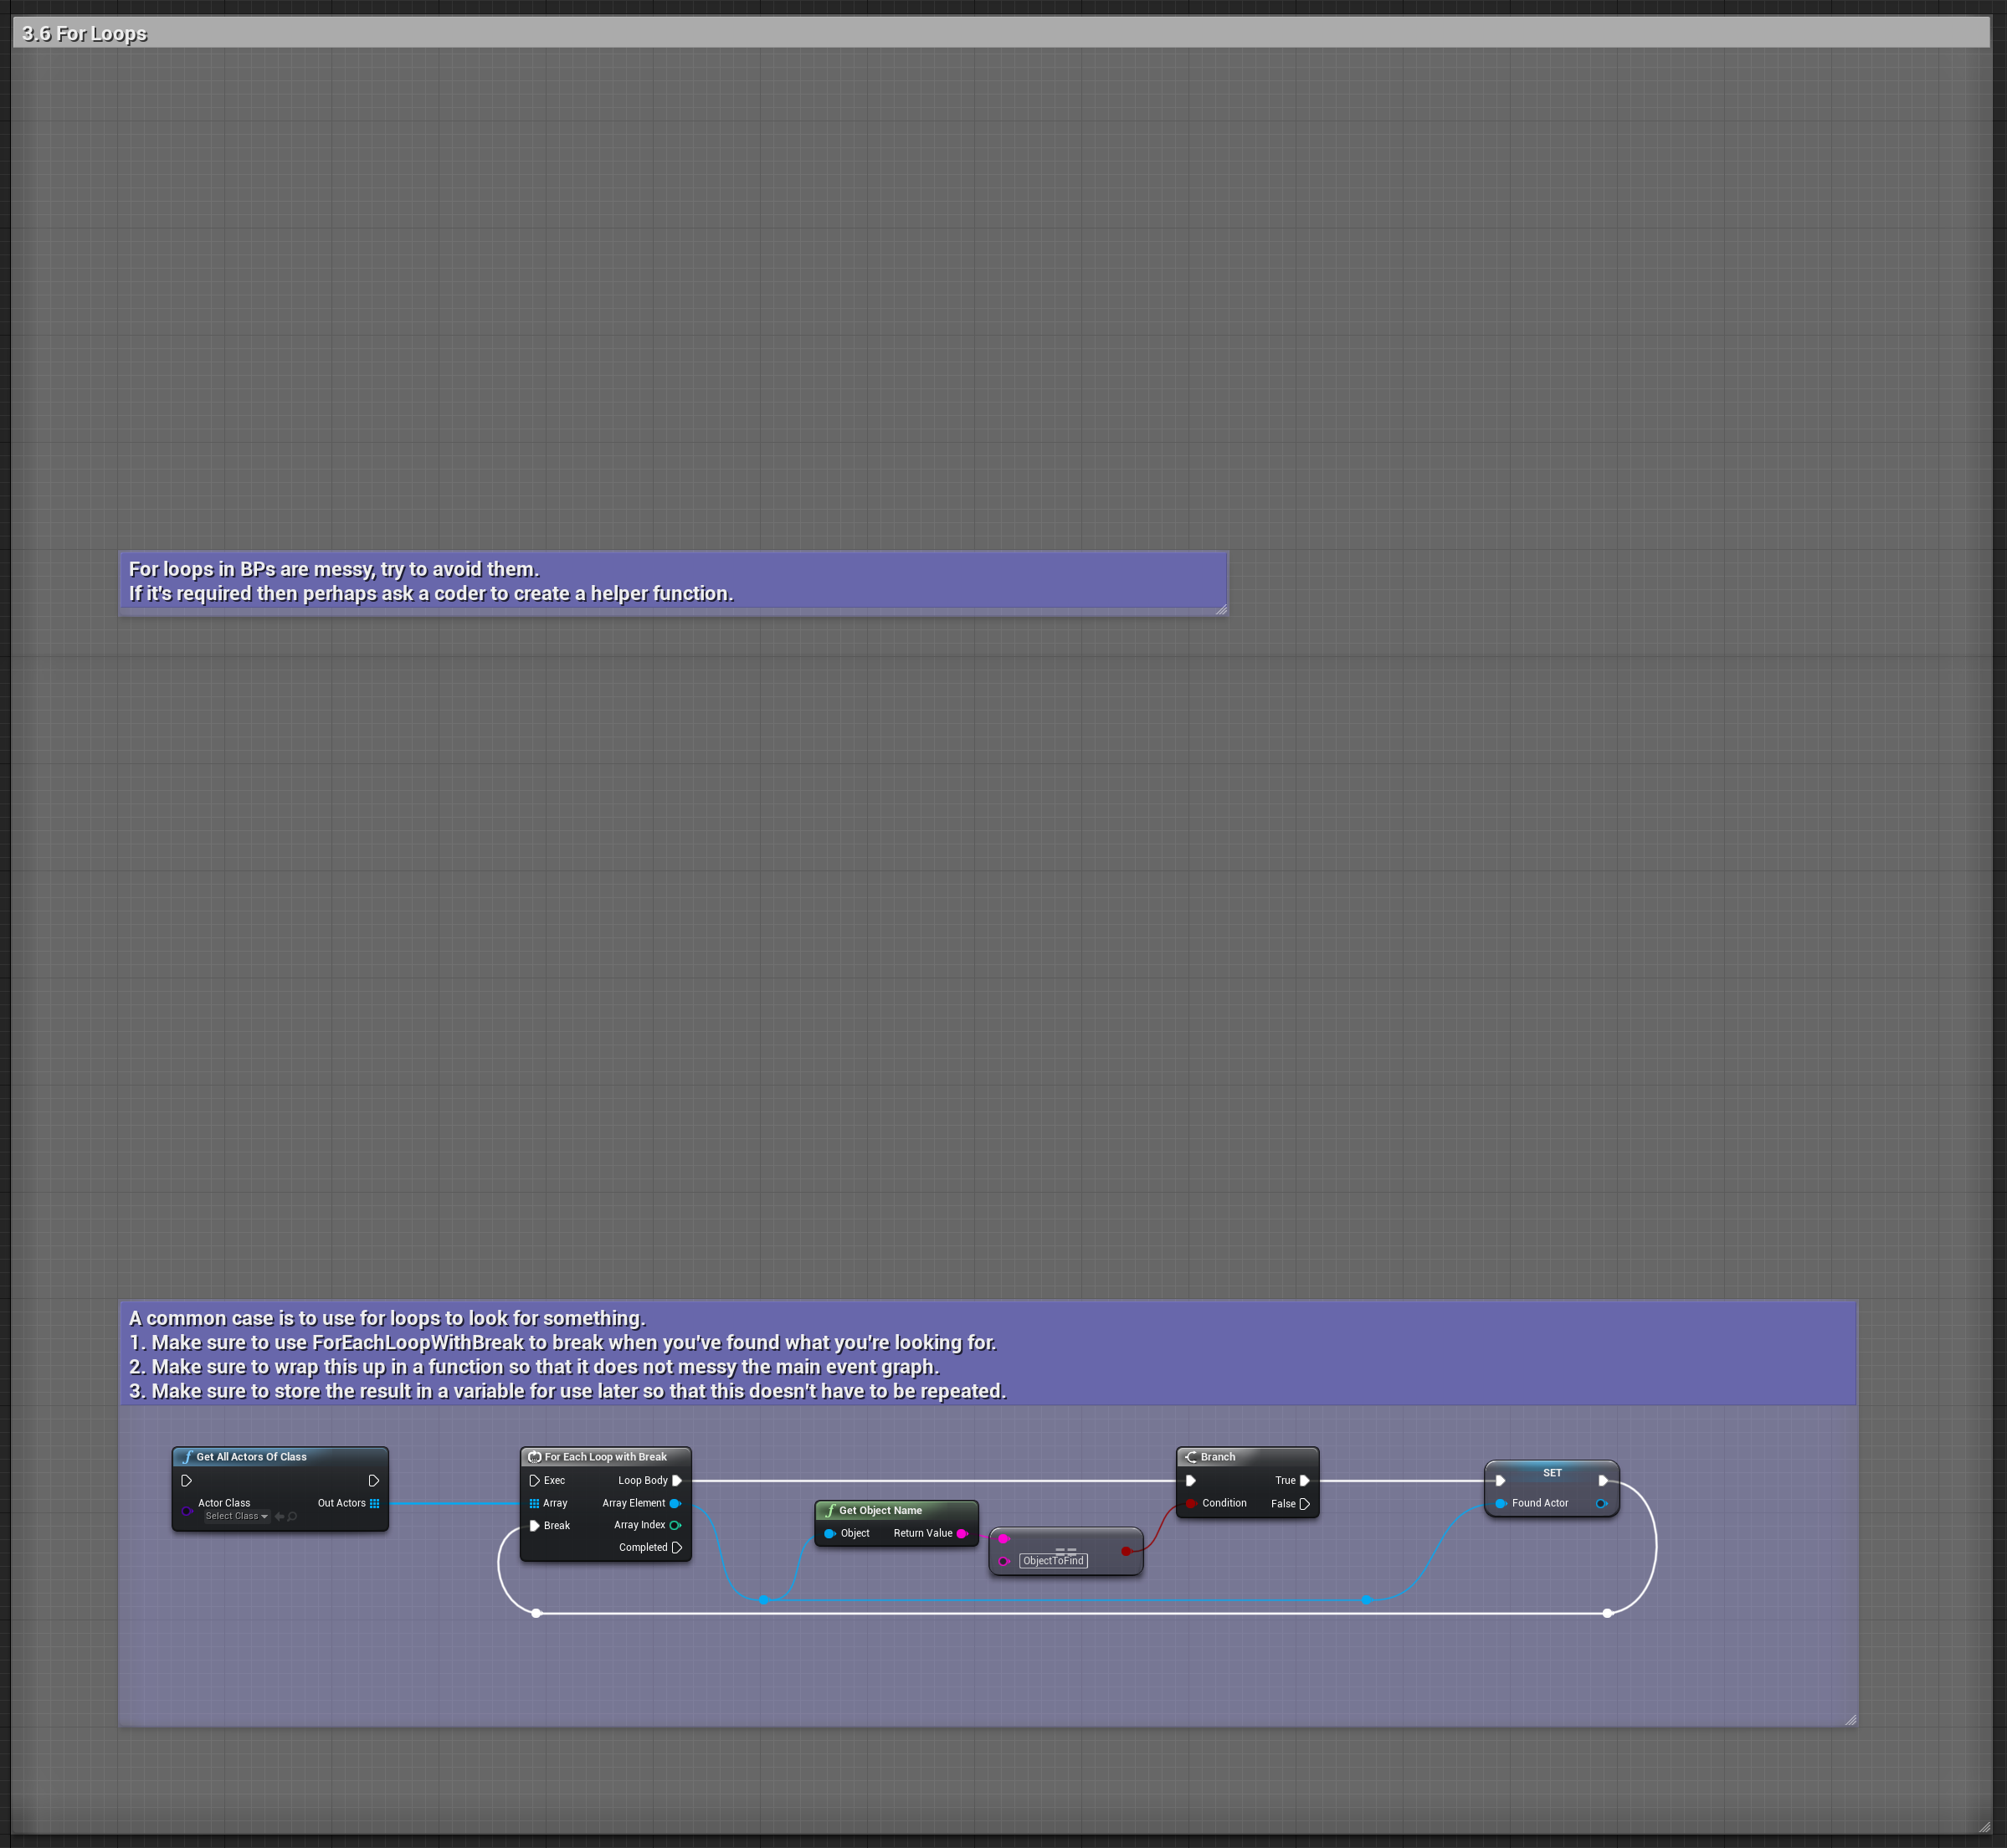 3.6 For Loops
For loops in BPs are messy, try to avoid them.
If it's required then perhaps ask a coder to create a helper function.
A common case is to use for loops to look for something.
1. Make sure to use ForEachLoopWithBreak to break when you've found what you're looking for.
2. Make sure to wrap this up in a function so that it does not messy the main event graph.
3. Make sure to store the result in a variable for use later so that this doesn't have to be repeated.
Get All Actors Of Class
Actor Class
Select Class
Out Actors
For Each Loop with Break
Exec
Loop Body
Array
Array Element
Break
Array Index
Completed
Get Object Name
Object
Return Value
==
ObjectToFind
Branch
True
Condition
False
SET
Found Actor